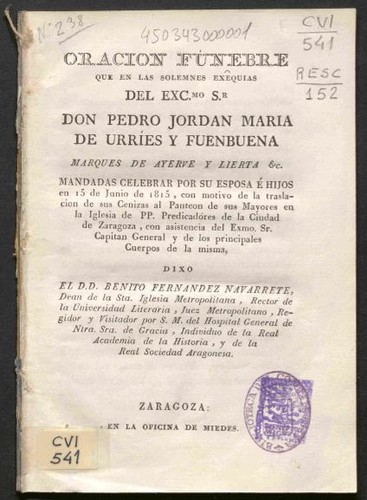 Nº 238
450343000001
CVI
541
RESC
152
ORACION FÚNEBRE
QUE EN LAS SOLEMNES EXÊQUIAS
DEL EXC.MO S.R
DON PEDRO JORDAN MARIA
DE URRÍES Y FUENBUENA
MARQUES DE AYERVE Y LIERTA &c.
MANDADAS CELEBRAR POR SU ESPOSA É HIJOS
en 15 de Junio de 1815, con motivo de la trasla-
cion de sus Cenizas al Panteon de sus Mayores en
la Iglesia de PP. Predicadores de la Ciudad
de Zaragoza, con asistencia del Exmo. Sr.
Capitan General y de los principales
Cuerpos de la misma,
DIXO
EL D.D. BENITO FERNANDEZ NAVARRETE,
Dean de la Sta. Iglesia Metropolitana, Rector de
la Universidad Literaria, Juez Metropolitano, Re-
gidor y Visitador por S. M. del Hospital General de
Ntra. Sra. de Gracia, Individuo de la Real
Academia de la Historia, y de la
Real Sociedad Aragonesa.
ZARAGOZA:
EN LA OFICINA DE MIEDES.
CVI
541